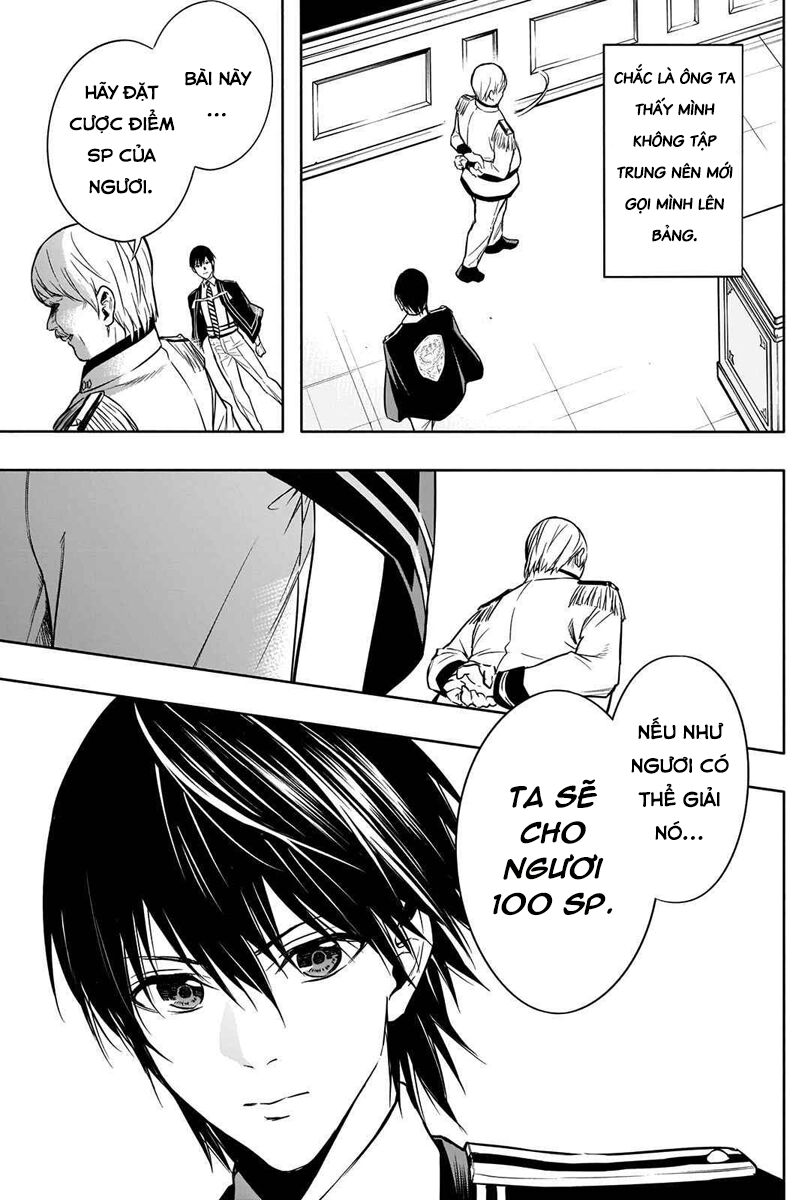 CHẮC LÀ ÔNG TA
THẤY MÌNH
KHÔNG TẬP
TRUNG NÊN MỚI
GỌI MÌNH LÊN
BẢNG.
BÀI NÀY
...
HÃY ĐẶT
CƯỢC ĐIỂM
SP CỦA
NGƯƠI.
NẾU NHƯ
NGƯƠI CÓ
THỂ GIẢI
NÓ...
TA SẼ
CHO
NGƯƠI
100 SP.